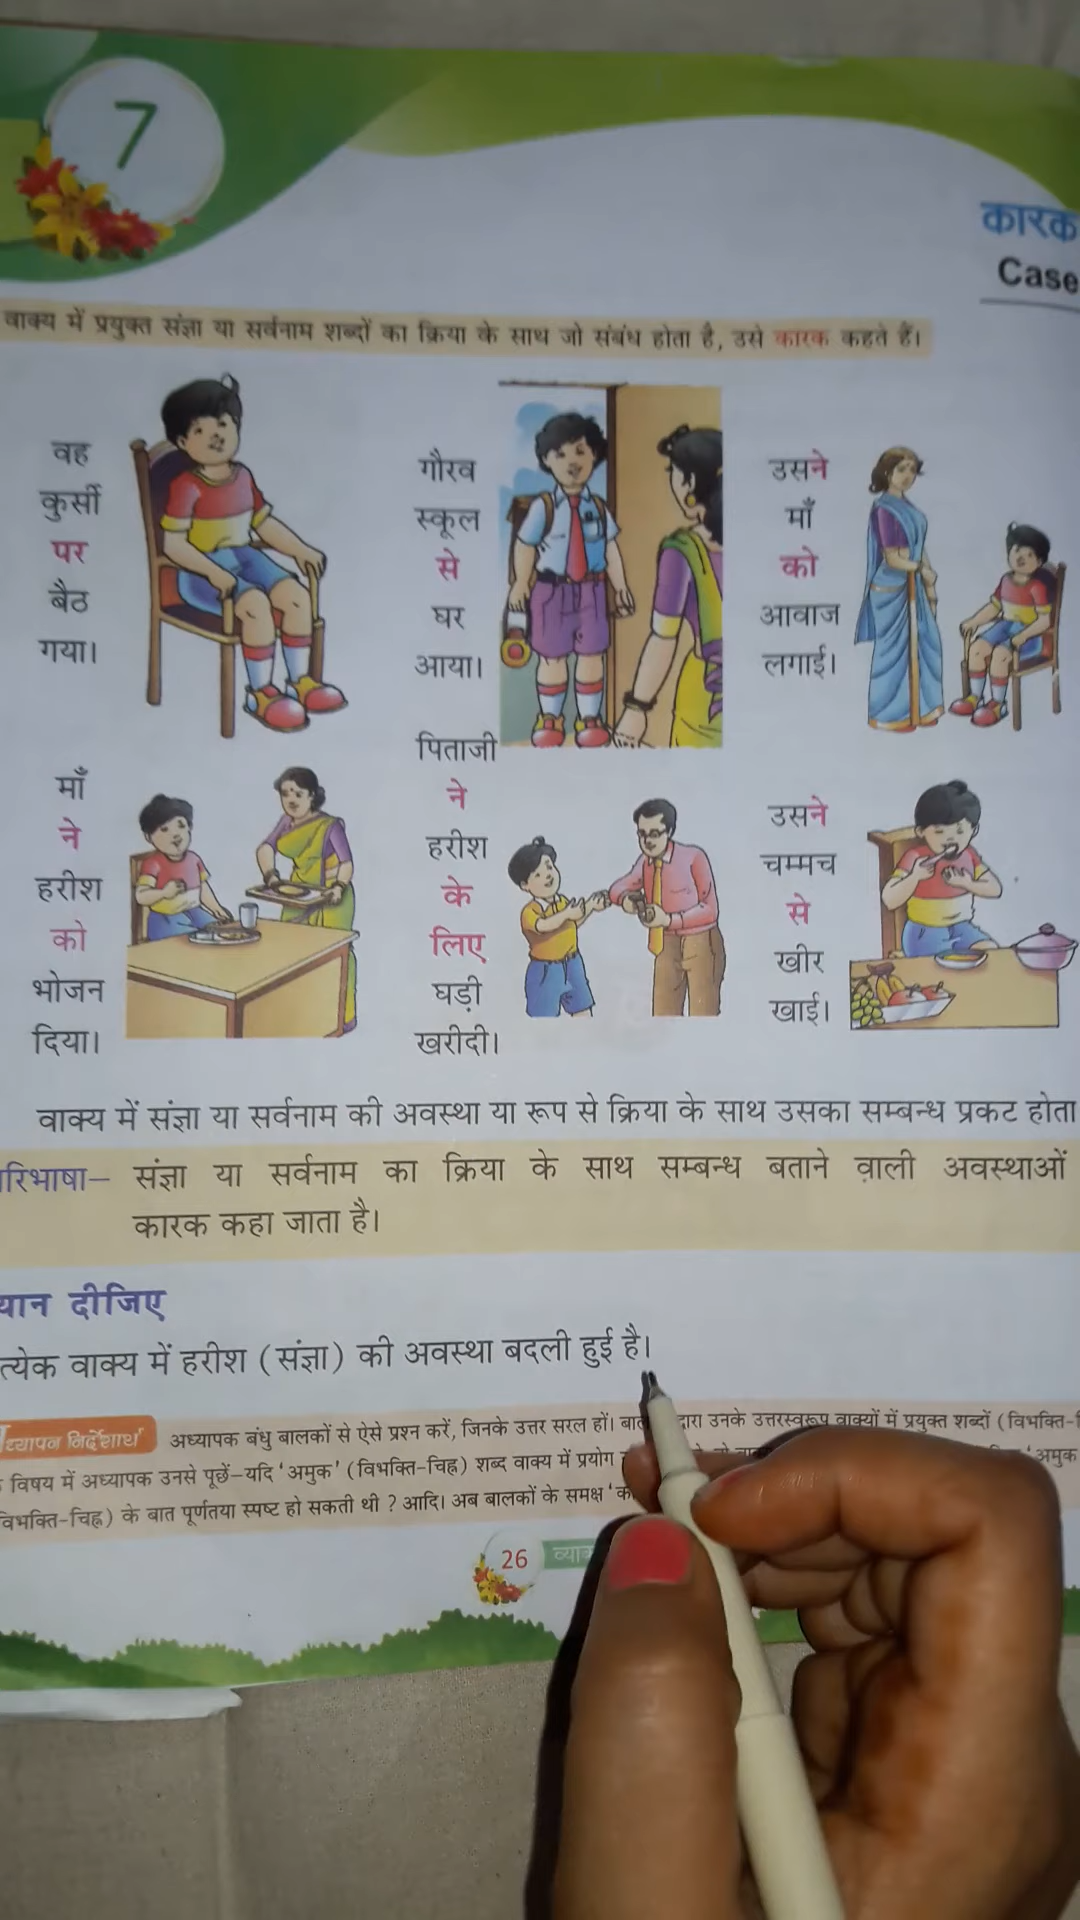 7
कारक
Case
वाक्य में प्रयुक्त संज्ञा या सर्वनाम शब्दों का क्रिया के साथ जो संबंध होता है, उसे कारक कहते हैं।
वह
कुर्सी
पर
बैठ
गया।
गौरव
स्कूल
से
घर
आया।
उसने
माँ
को
आवाज
लगाई।
माँ
ने
हरीश
को
भोजन
दिया।
पिताजी
ने
हरीश
के
लिए
घड़ी
खरीदी।
उसने
चम्मच
से
खीर
खाई।
वाक्य में संज्ञा या सर्वनाम की अवस्था या रूप से क्रिया के साथ उसका सम्बन्ध प्रकट होता
रिभाषा— संज्ञा या सर्वनाम का क्रिया के साथ सम्बन्ध बताने वाली अवस्थाओं
कारक कहा जाता है।
यान दीजिए
त्येक वाक्य में हरीश (संज्ञा) की अवस्था बदली हुई है।
ध्यापन निर्देशार्थ अध्यापक बंधु बालकों से ऐसे प्रश्न करें, जिनके उत्तर सरल हों। द्वारा उनके उत्तरस्वरूप वाक्यों में प्रयुक्त शब्दों (विभक्ति-
विषय में अध्यापक उनसे पूछें—यदि 'अमुक' (विभक्ति-चिह्न) शब्द वाक्य में प्रयोग 'अमुक
विभक्ति-चिह्न) के बात पूर्णतया स्पष्ट हो सकती थी ? आदि। अब बालकों के समक्ष
26